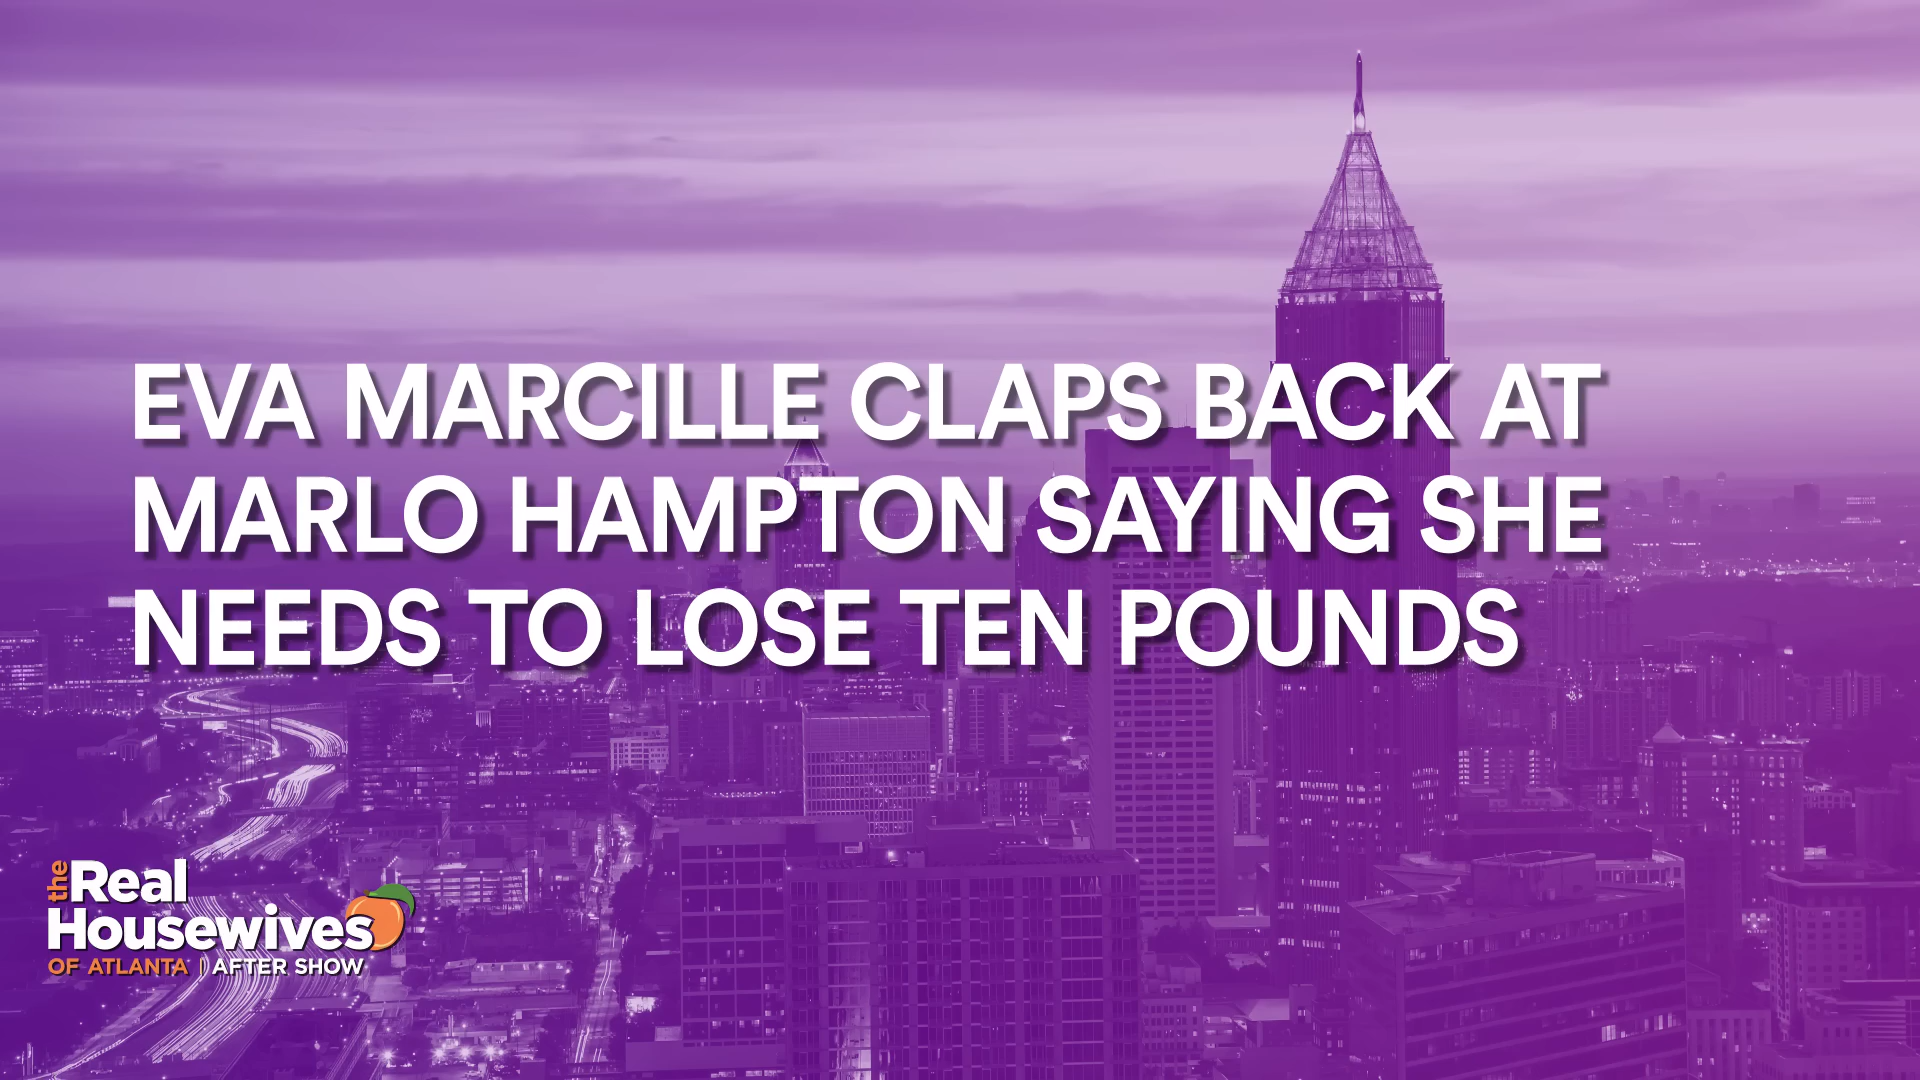 EVA MARCILLE CLAPS BACK AT
MARLO HAMPTON SAYING SHE
NEEDS TO LOSE TEN POUNDS
the Real
Housewives
OF ATLANTA | AFTER SHOW